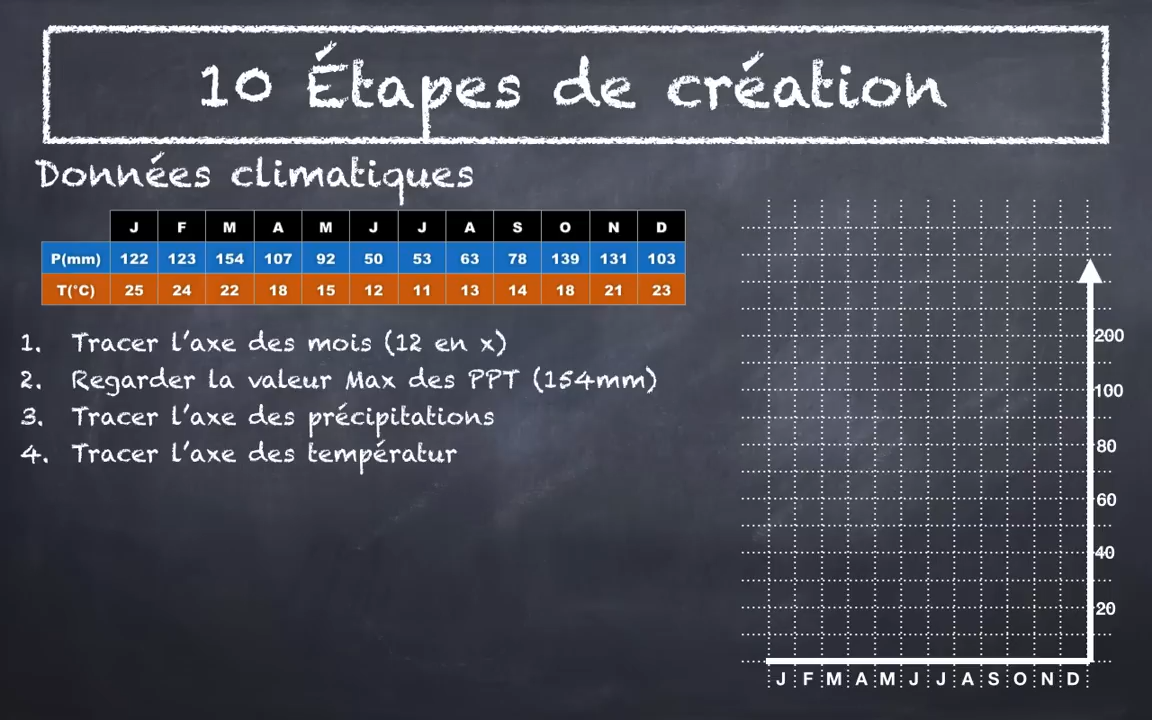 10 Étapes de création
Données climatiques
J F M A M J J A S O N D
P(mm) 122 123 154 107 92 50 53 63 78 139 131 103
T(°C) 25 24 22 18 15 12 11 13 14 18 21 23
1. Tracer l'axe des mois (12 en x)
2. Regarder la valeur Max des PPT (154mm)
3. Tracer l'axe des précipitations
4. Tracer l'axe des températur
200
100
80
60
40
20
J F M A M J J A S O N D